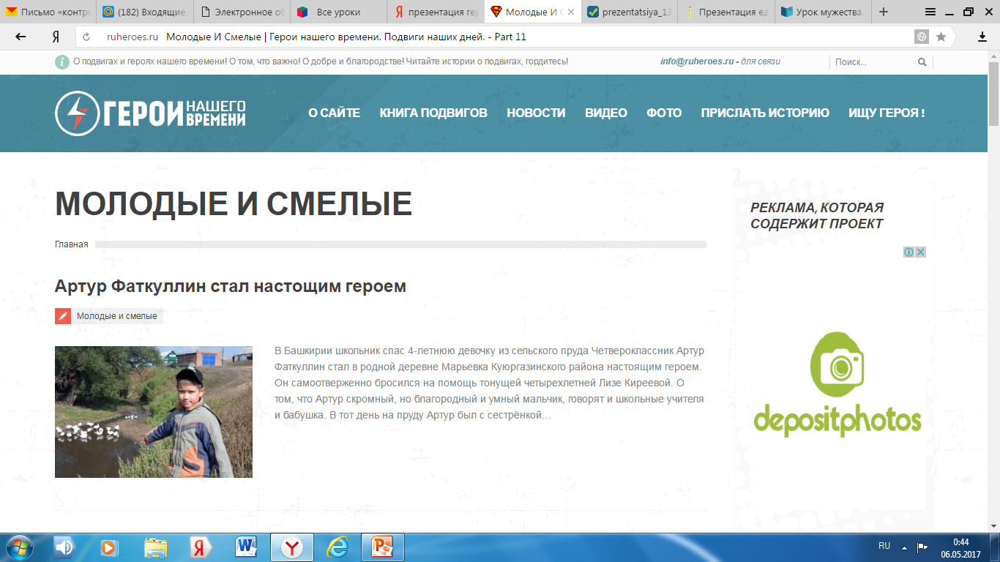 Письмо «контро
(182) Входящие
Электронное об
Все уроки
презентация гер
Молодые И С
prezentatsiya_13
Презентация ед
Урок мужества.
ruheroes.ru Молодые И Смелые | Герои нашего времени. Подвиги наших дней. - Part 11
О подвигах и героях нашего времени! О том, что важно! О добре и благородстве! Читайте истории о подвигах, гордитесь!
info@ruheroes.ru - для связи
Поиск...
ГЕРОИ НАШЕГО ВРЕМЕНИ
О САЙТЕ КНИГА ПОДВИГОВ НОВОСТИ ВИДЕО ФОТО ПРИСЛАТЬ ИСТОРИЮ ИЩУ ГЕРОЯ !
МОЛОДЫЕ И СМЕЛЫЕ
Главная
Артур Фаткуллин стал настощим героем
Молодые и смелые
В Башкирии школьник спас 4-летнюю девочку из сельского пруда Четвероклассник Артур
Фаткуллин стал в родной деревне Марьевка Куюргазинского района настоящим героем.
Он самоотверженно бросился на помощь тонущей четырехлетней Лизе Киреевой. О
том, что Артур скромный, но благородный и умный мальчик, говорят и школьные учителя
и бабушка. В тот день на пруду Артур был с сестрёнкой…
РЕКЛАМА, КОТОРАЯ
СОДЕРЖИТ ПРОЕКТ
depositphotos
RU
0:44
06.05.2017